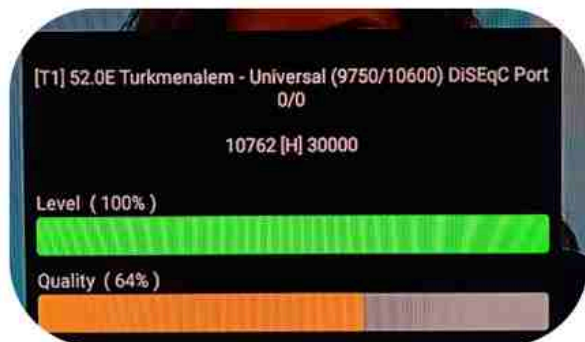 [T1] 52.0E Turkmenalem - Universal (9750/10600) DiSEqC Port
0/0
10762 [H] 30000
Level ( 100% )
Quality ( 64% )